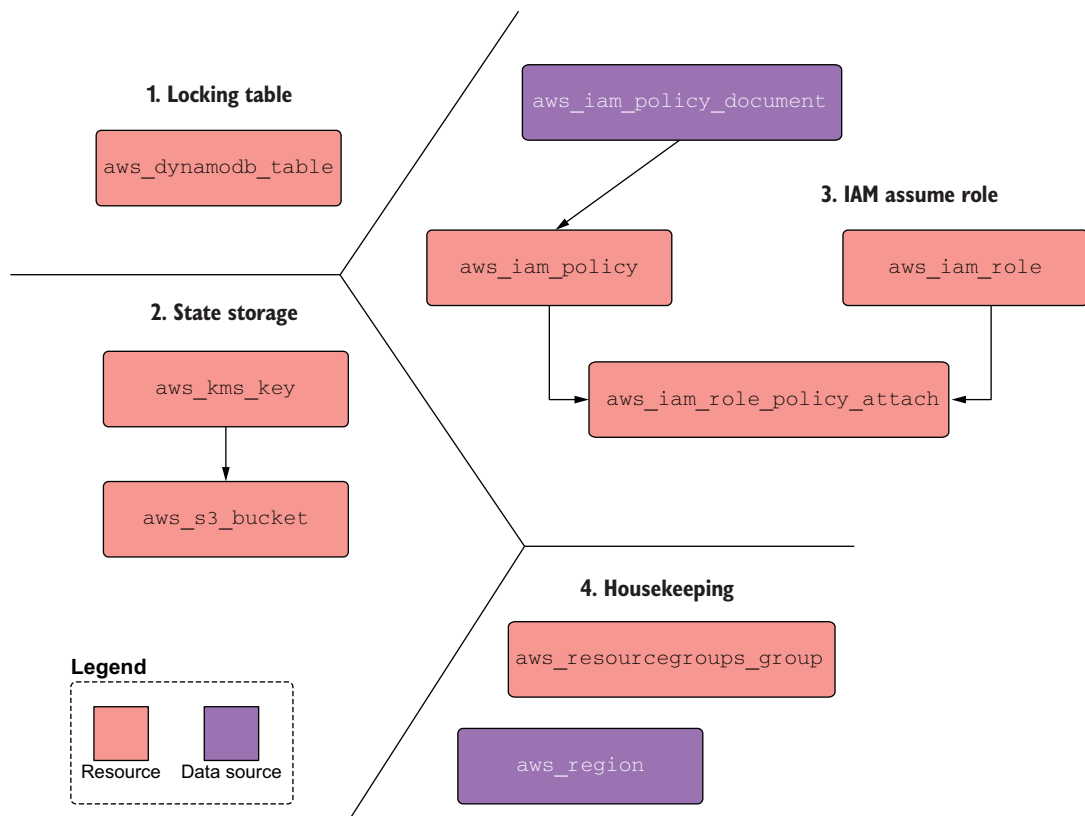 1. Locking table
aws_dynamodb_table
2. State storage
aws_kms_key
aws_s3_bucket
aws_iam_policy_document
3. IAM assume role
aws_iam_policy
aws_iam_role
aws_iam_role_policy_attach
4. Housekeeping
aws_resourcegroups_group
aws_region
Legend
Resource
Data source